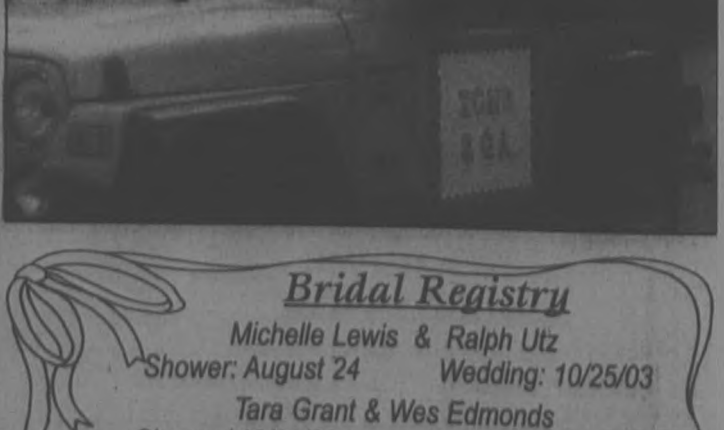 Bridal Registry
Michelle Lewis & Ralph Utz
Shower: August 24 Wedding: 10/25/03
Tara Grant & Wes Edmonds